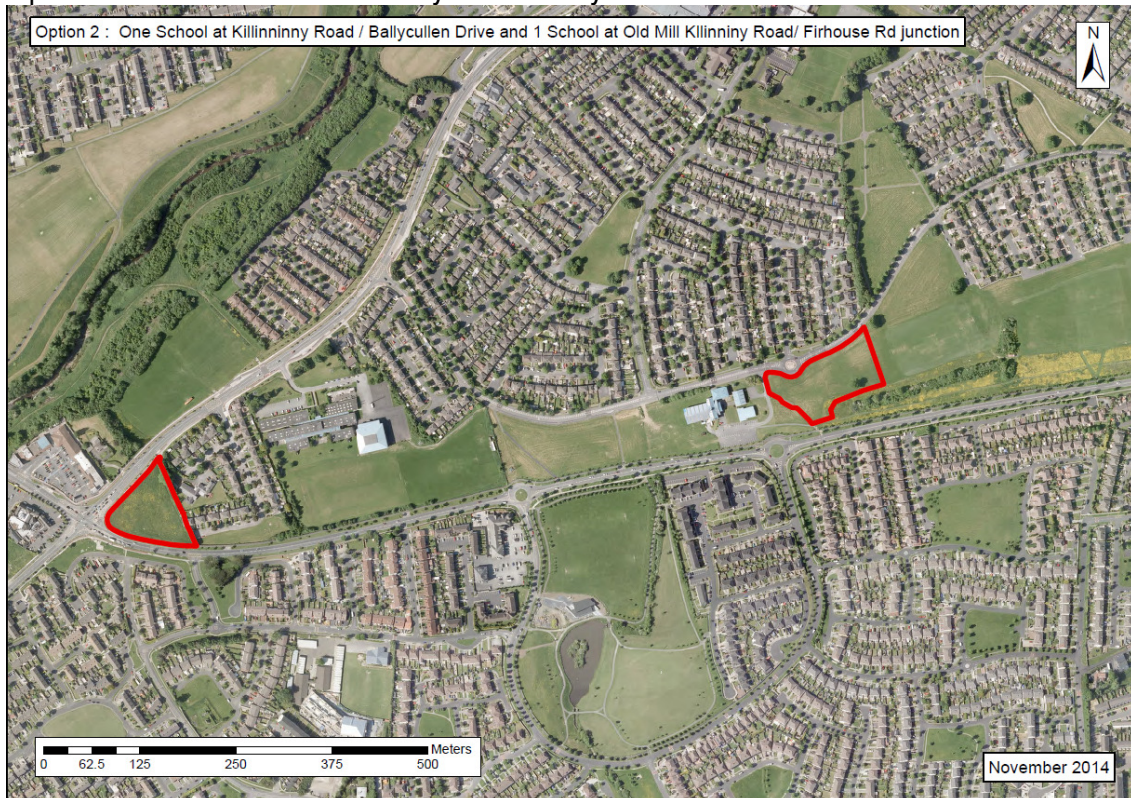 Option 2 : One School at Killinninny Road / Ballycullen Drive and 1 School at Old Mill KIlinniny Road/ Firhouse Rd junction
N
Meters
0 62.5 125 250 375 500
November 2014